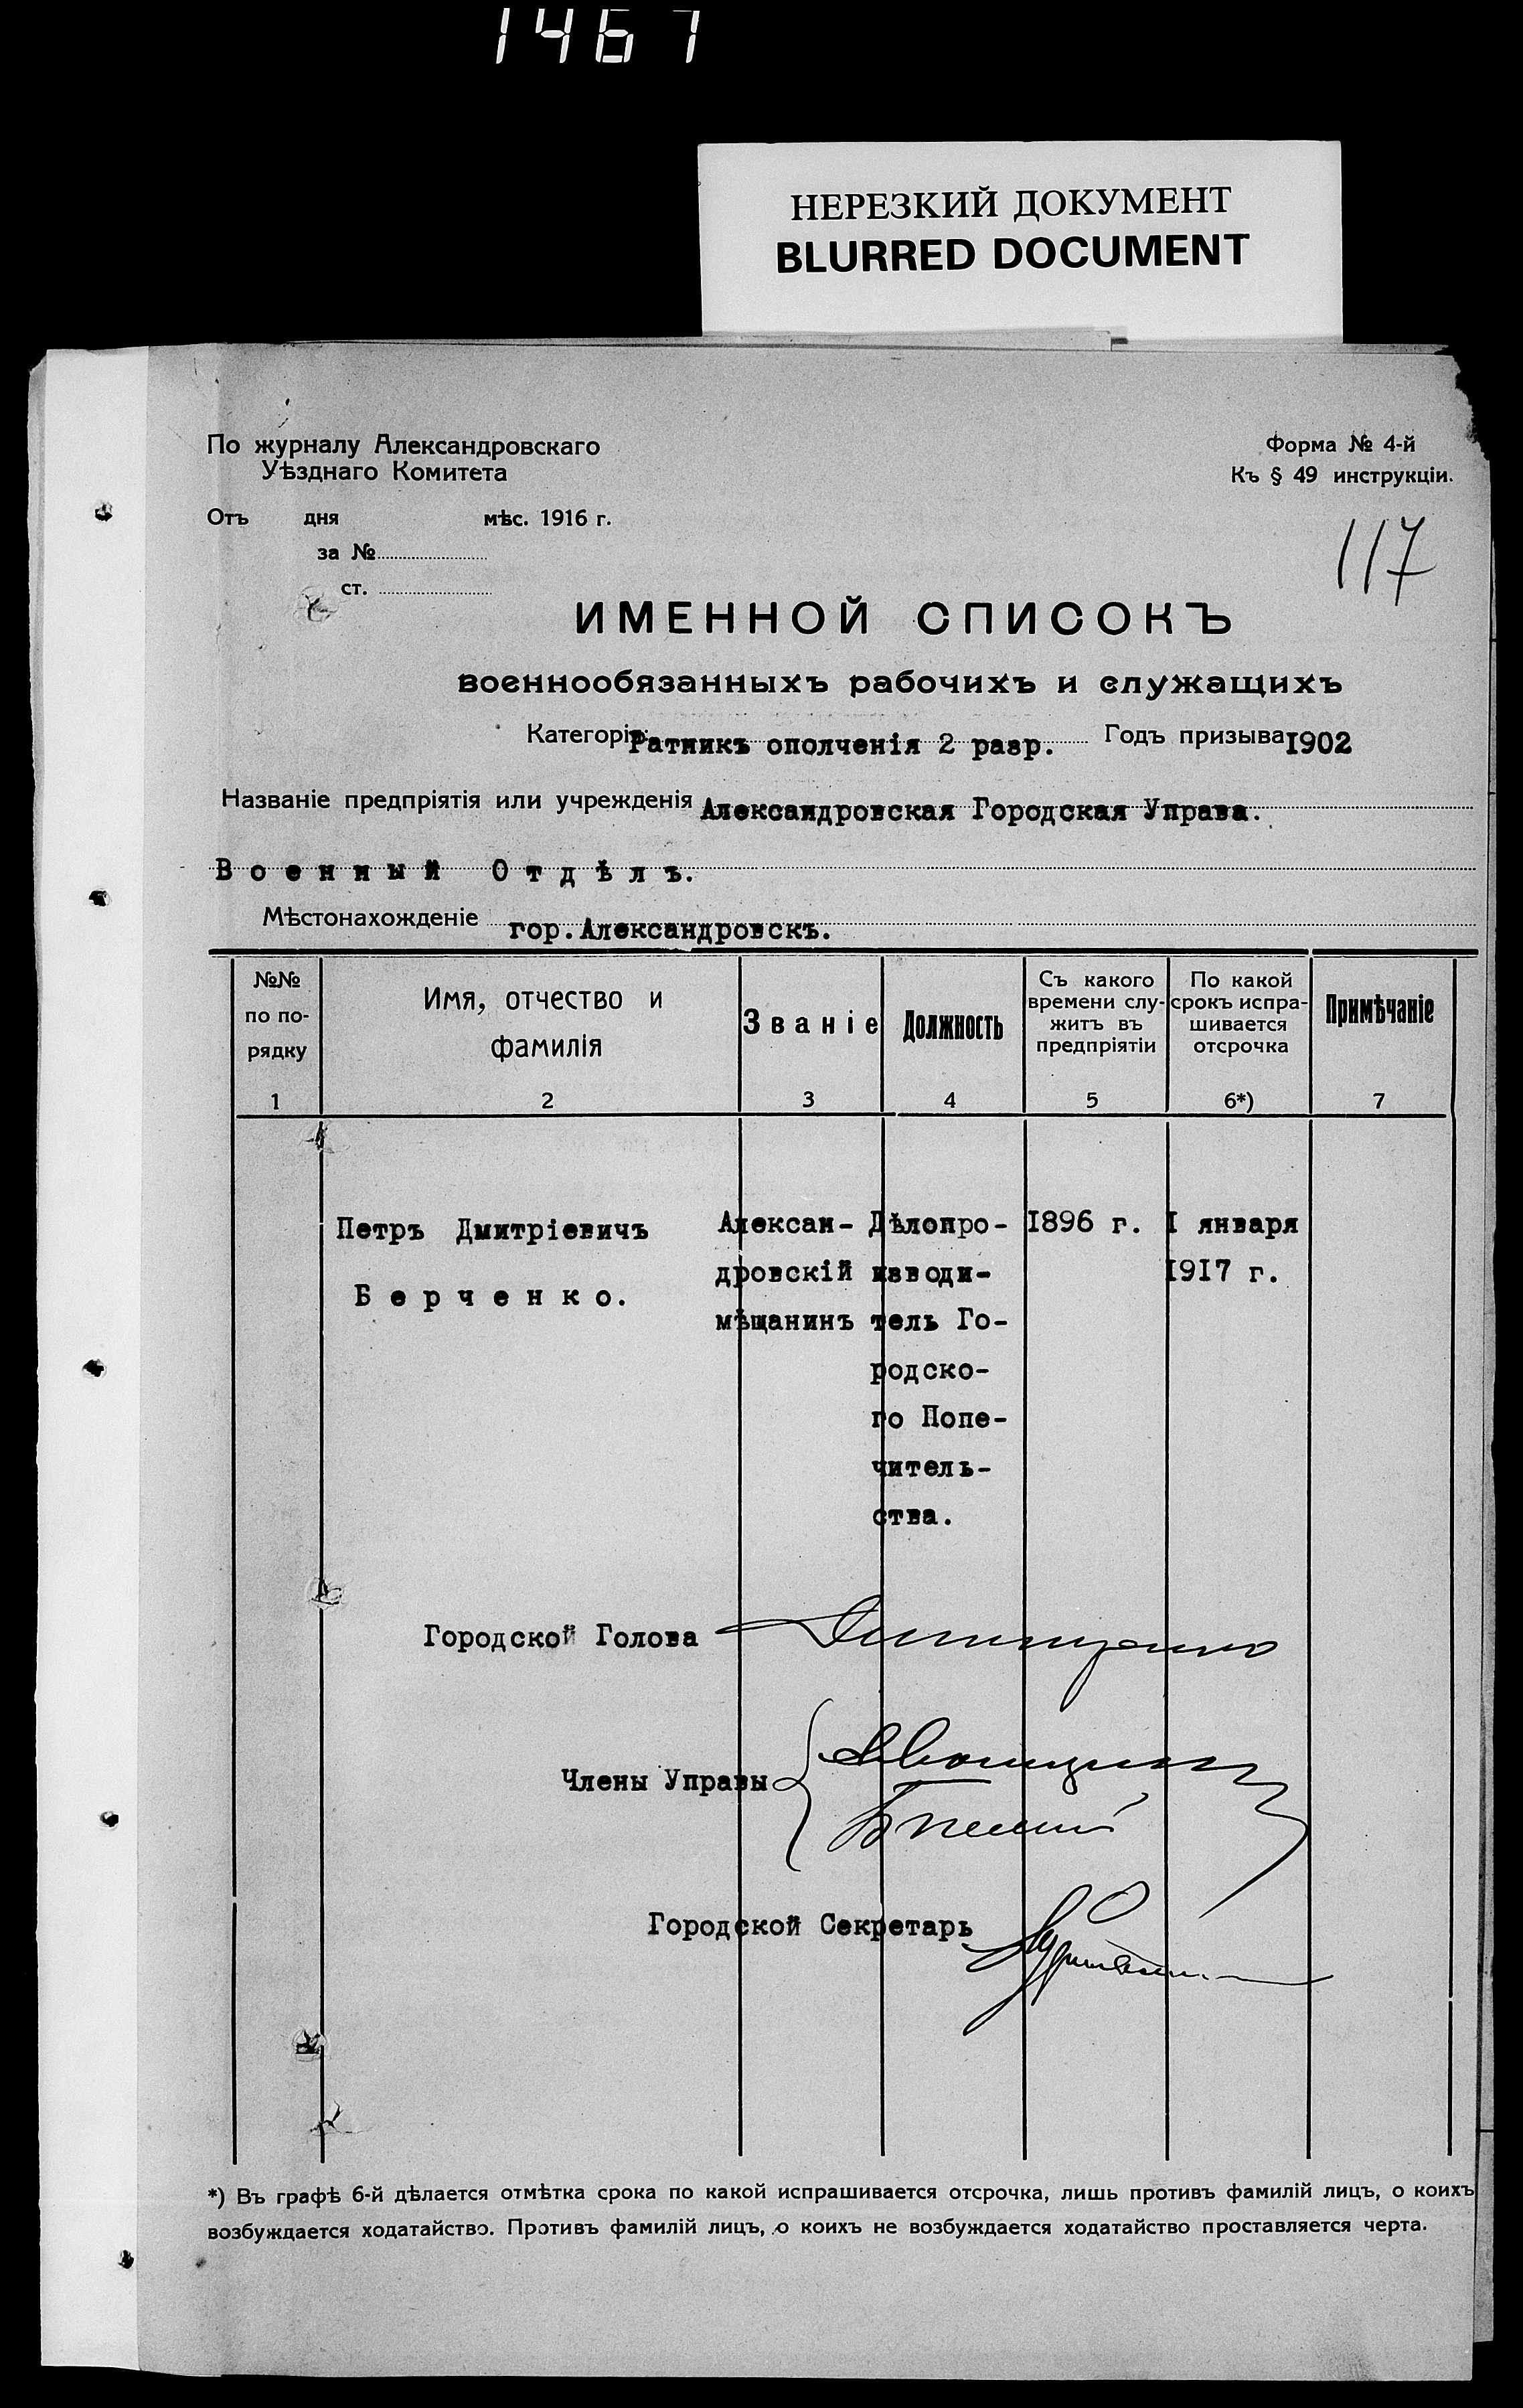 1467
НЕРЕЗКИЙ ДОКУМЕНТ
BLURRED DOCUMENT
По журналу Александровскаго
Уѣзднаго Комитета
Отъ дня мѣс. 1916 г.
за №
ст.
Форма № 4-й
Къ § 49 инструкціи.
117
ИМЕННОЙ СПИСОКЪ
военнообязанныхъ рабочихъ и служащихъ
Категорія: Ратникъ ополченія 2 разр. Годъ призыва 1902
Названіе предпріятія или учрежденія Александровская Городская Управа.
Военный Отдѣлъ.
Мѣстонахожденіе гор. Александровскъ.
№№
по по-
рядку
1
Имя, отчество и
фамилія
2
Званіе
3
Должность
4
Съ какого
времени слу-
житъ въ
предпріятіи
5
По какой
срокъ испра-
шивается
отсрочка
6*)
Примѣчаніе
7
Петръ Дмитріевичъ
Берченко.
Алексан-
дровскій
мѣщанинъ
Дѣлопро-
изводи-
тель Го-
родско-
го Попе-
читель-
ства.
1896 г.
1 января
1917 г.
Городской Голова
Члены Управы
Городской Секретарь
*) Въ графѣ 6-й дѣлается отмѣтка срока по какой испрашивается отсрочка, лишь противъ фамилій лицъ, о коихъ
возбуждается ходатайство. Противъ фамилій лицъ, о коихъ не возбуждается ходатайство проставляется черта.